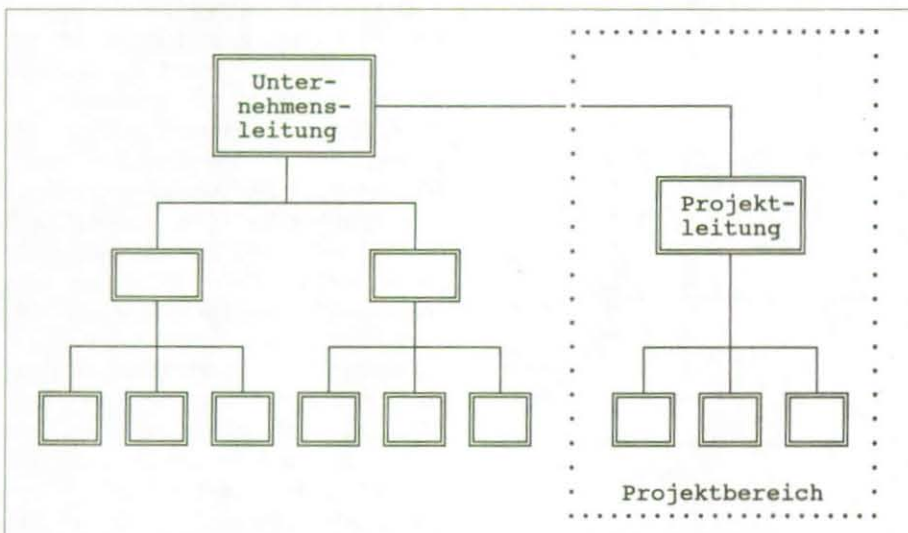 Unter-
nehmens-
leitung
Projekt-
leitung
Projektbereich